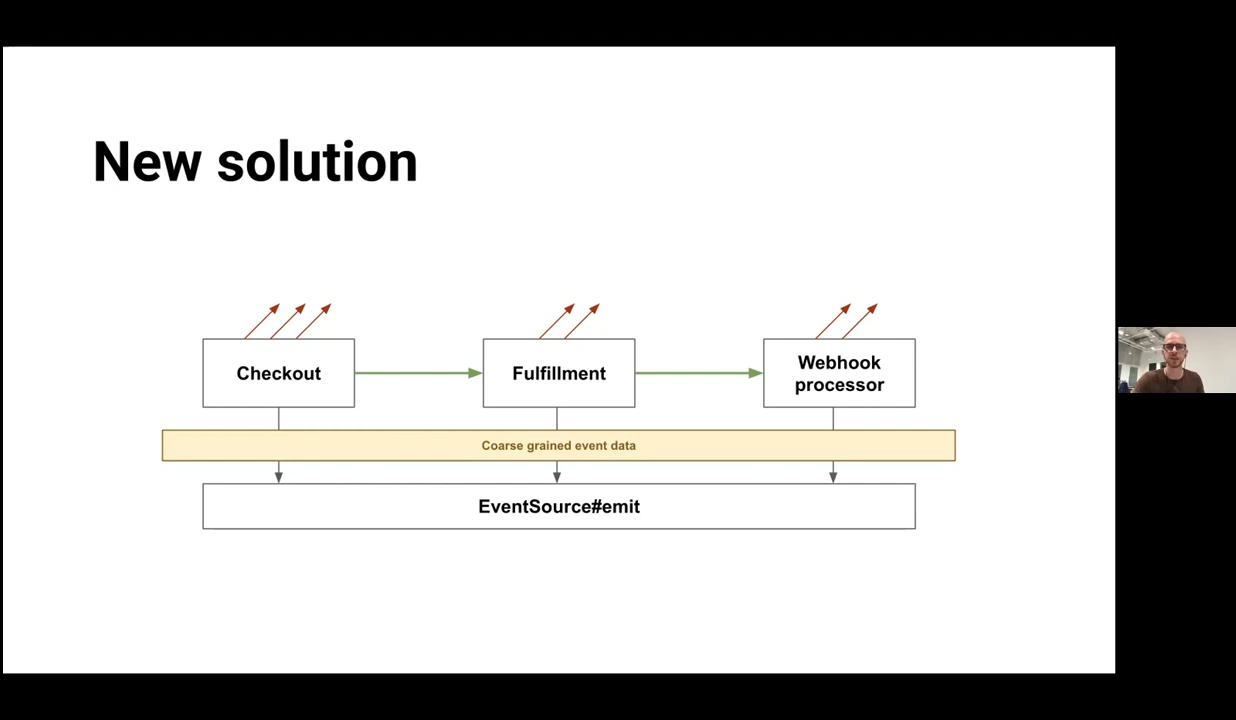 New solution
Checkout
Fulfillment
Webhook
processor
Coarse grained event data
EventSource#emit